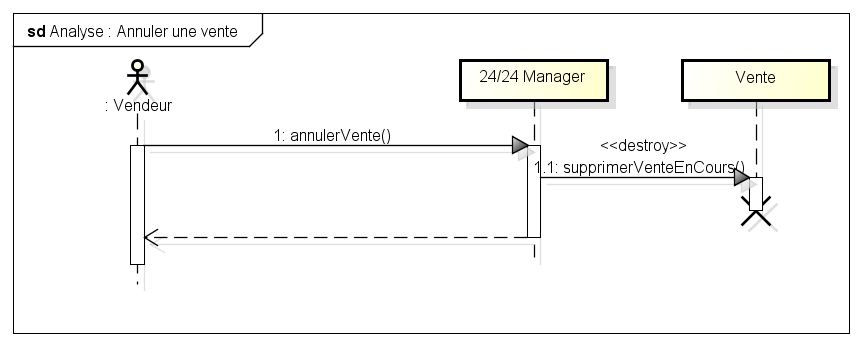 sd Analyse : Annuler une vente
: Vendeur
24/24 Manager
Vente
1: annulerVente()
<<destroy>>
1.1: supprimerVenteEnCours()